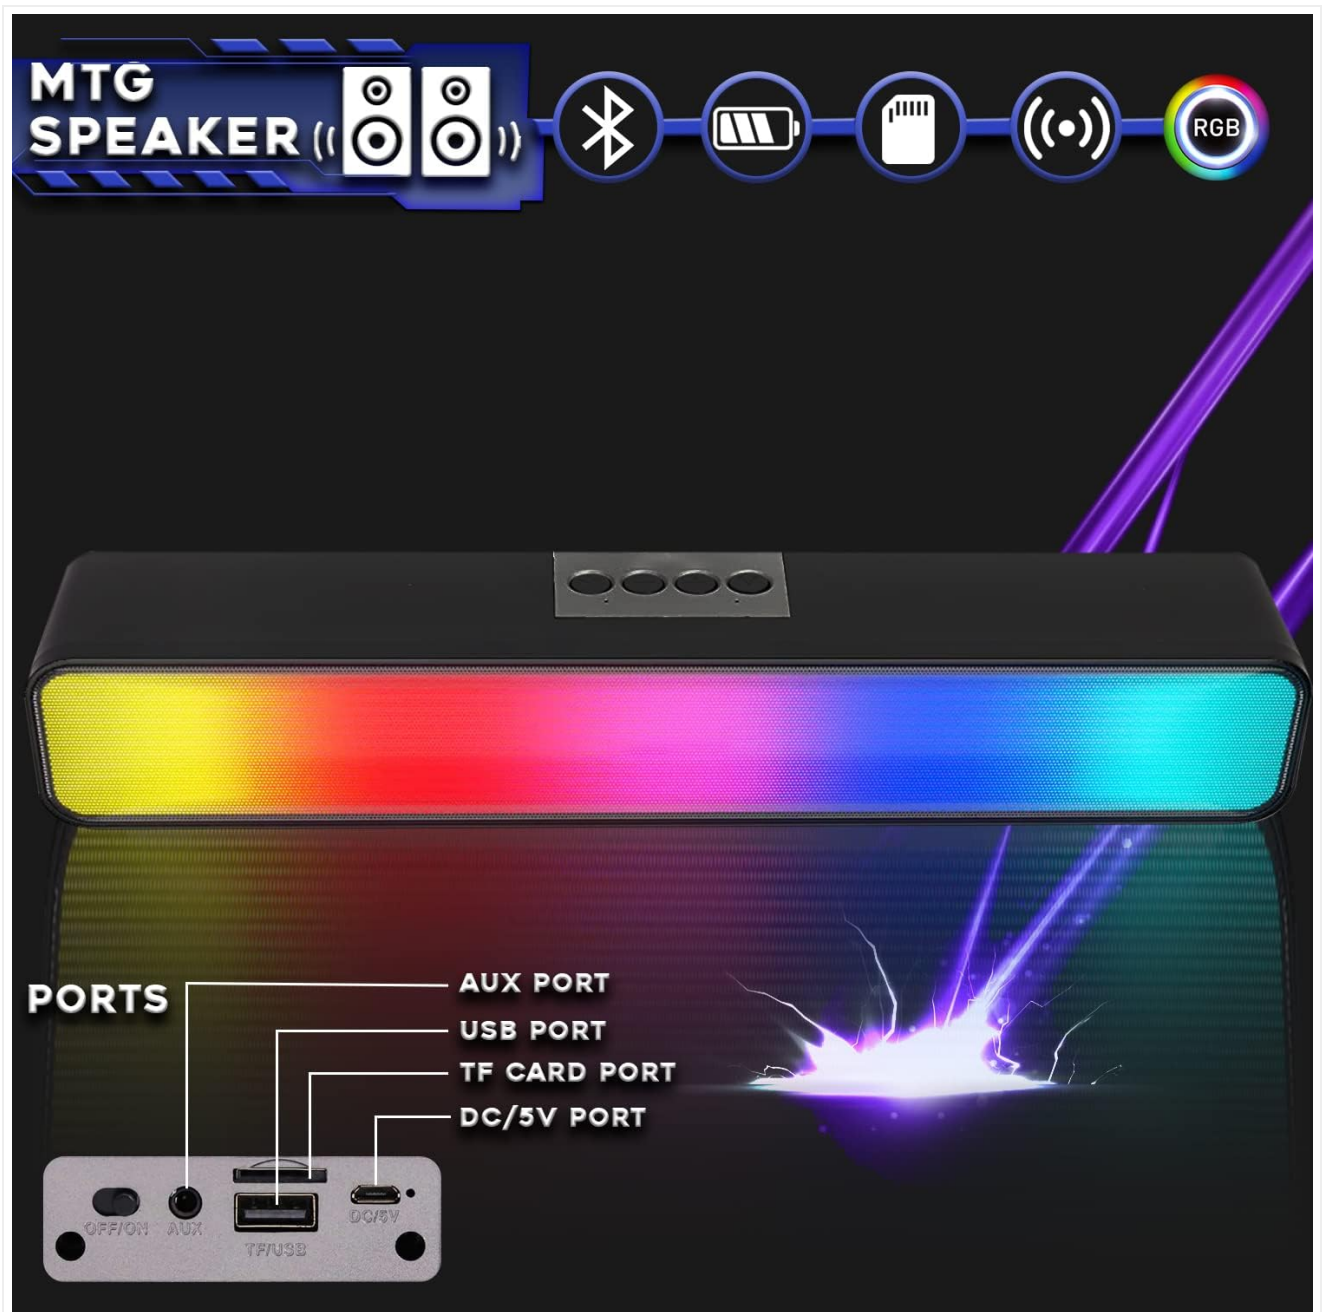 MTG
SPEAKER
RGB
PORTS
AUX PORT
USB PORT
TF CARD PORT
DC/5V PORT
OFF/ON
AUX
TF/USB
DC/5V